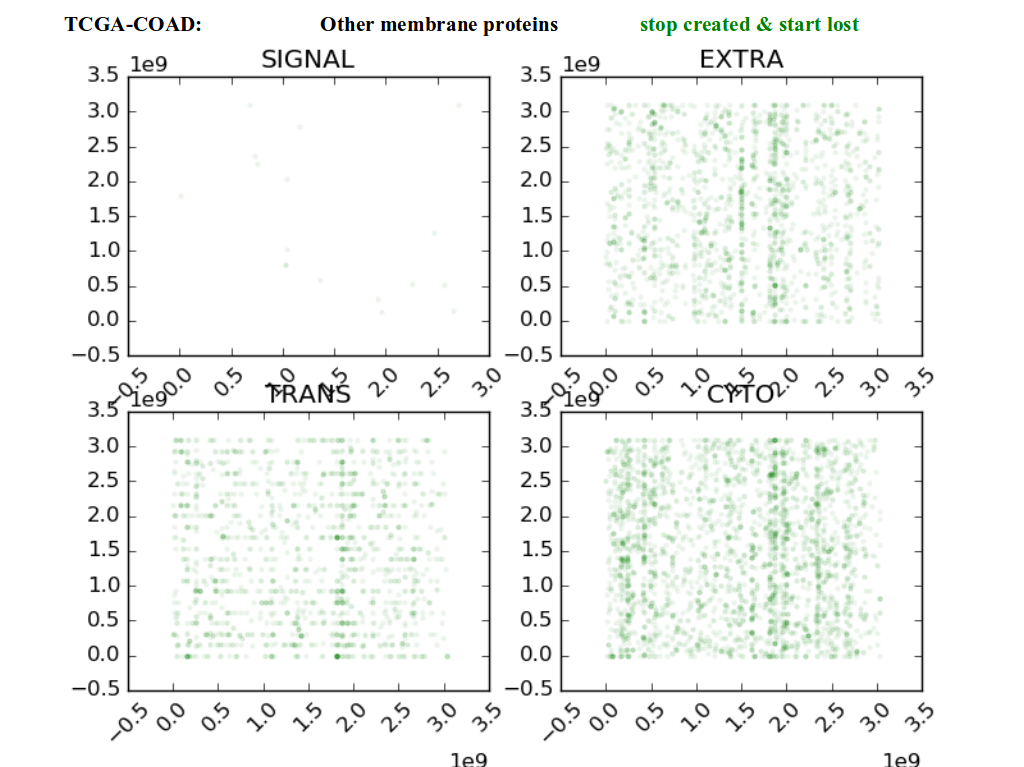 TCGA-COAD: Other membrane proteins stop created & start lost
SIGNAL EXTRA
1e9 1e9
3.5 3.5
3.0 3.0
2.5 2.5
2.0 2.0
1.5 1.5
1.0 1.0
0.5 0.5
0.0 0.0
−0.5 −0.5
−0.5 0.0 0.5 1.0 1.5 2.0 2.5 3.0 −0.5 0.0 0.5 1.0 1.5 2.0 2.5 3.0 3.5
TRANS CYTO
1e9 1e9
3.5 3.5
3.0 3.0
2.5 2.5
2.0 2.0
1.5 1.5
1.0 1.0
0.5 0.5
0.0 0.0
−0.5 −0.5
−0.5 0.0 0.5 1.0 1.5 2.0 2.5 3.0 3.5 −0.5 0.0 0.5 1.0 1.5 2.0 2.5 3.0 3.5
1e9 1e9